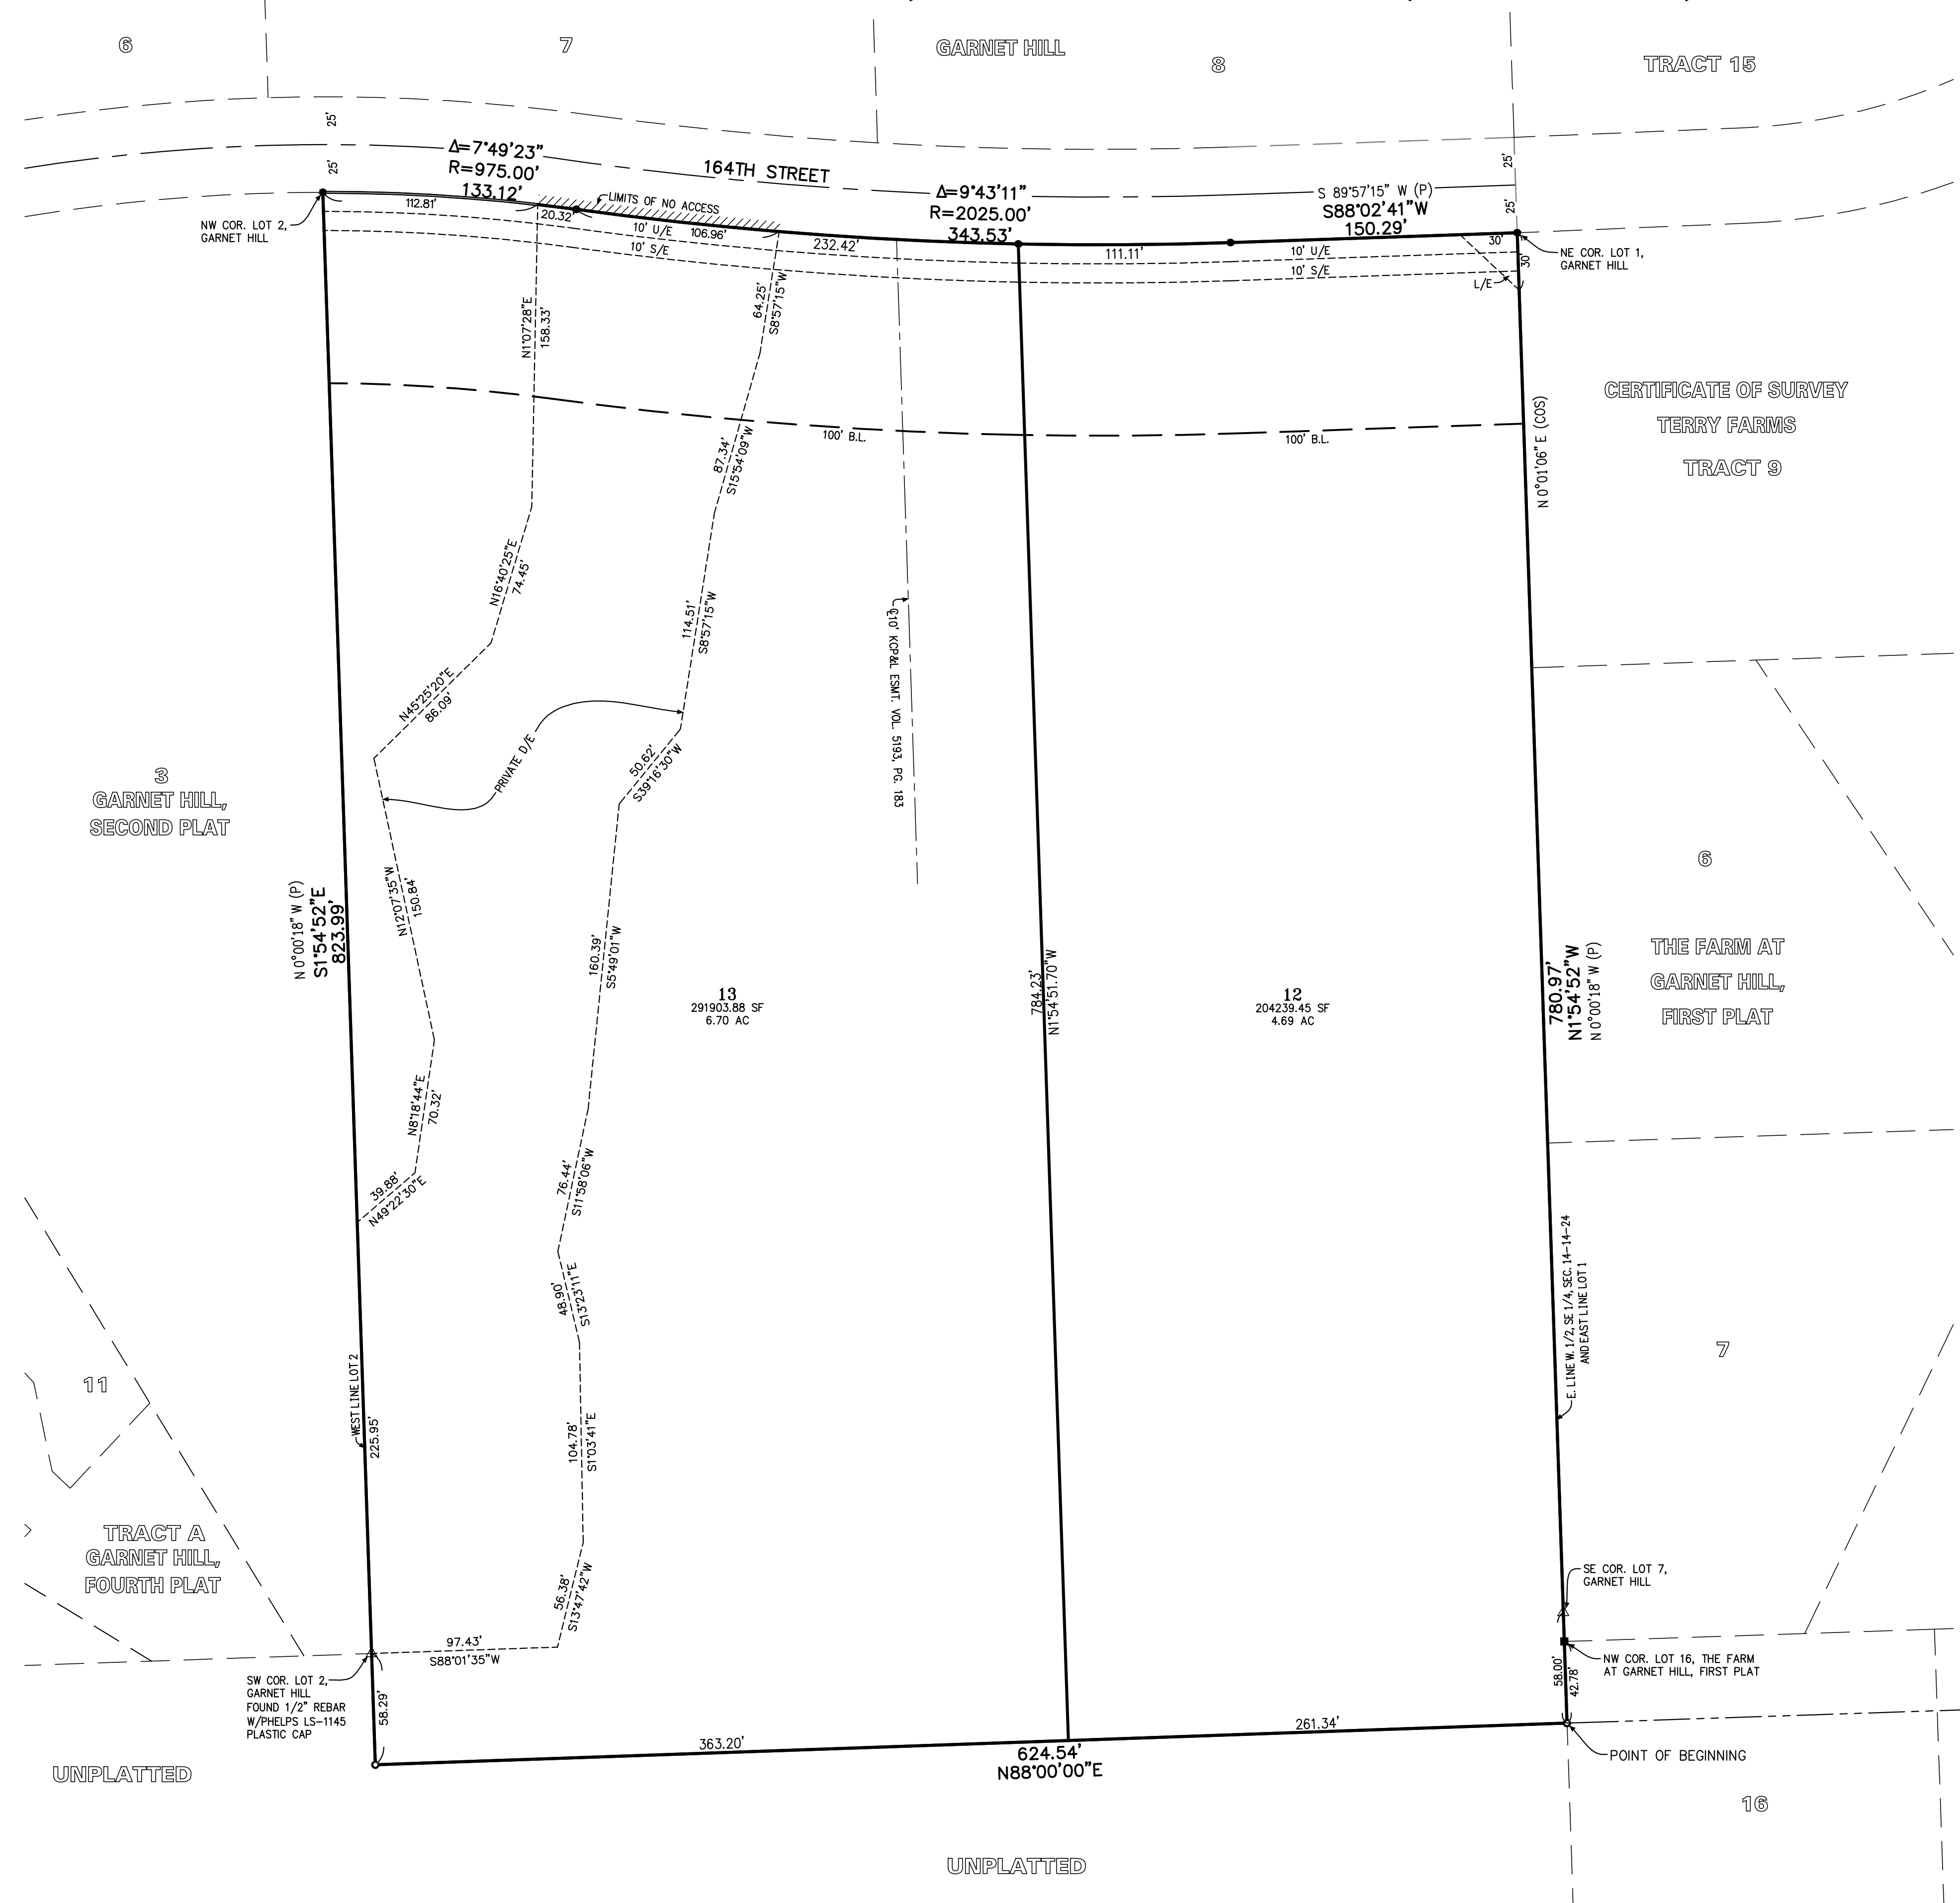 6
7
GARNET HILL
8
TRACT 15
25'
25'
Δ=7°49'23"
R=975.00'
133.12'
164TH STREET
Δ=9°43'11"
R=2025.00'
343.53'
S 89°57'15" W (P)
S88°02'41"W
150.29'
25'
25'
NW COR. LOT 2,
GARNET HILL
112.81'
20.32'
LIMITS OF NO ACCESS
10' U/E
106.96'
10' S/E
232.42'
111.11'
10' U/E
10' S/E
30'
30'
L/E
NE COR. LOT 1,
GARNET HILL
N1°07'28"E
158.33'
64.25'
S8°57'15"W
100' B.L.
100' B.L.
87.34'
S15°54'09"W
N 0°01'06" E (COS)
CERTIFICATE OF SURVEY
TERRY FARMS
TRACT 9
N16°40'25"E
74.45'
114.51'
S8°57'15"W
N45°25'20"E
86.09'
PRIVATE D/E
50.62'
S39°16'30"W
℄10' KCP&L ESMT. VOL. 5193, PG. 183
3
GARNET HILL,
SECOND PLAT
N 0°00'18" W (P)
S1°54'52"E
823.99'
N12°07'35"W
150.84'
160.39'
S5°49'01"W
13
291903.88 SF
6.70 AC
784.23'
N1°54'51.70"W
12
204239.45 SF
4.69 AC
780.97'
N1°54'52"W
N 0°00'18" W (P)
6
THE FARM AT
GARNET HILL,
FIRST PLAT
N8°18'44"E
70.32'
39.88'
N49°22'30"E
76.44'
S11°58'06"W
48.90'
S13°23'11"E
E. LINE W. 1/2, SE 1/4, SEC. 14-14-24
AND EAST LINE LOT 1
7
11
WEST LINE LOT 2
225.95'
104.78'
S1°03'41"E
TRACT A
GARNET HILL,
FOURTH PLAT
56.38'
S13°47'42"W
97.43'
S88°01'35"W
SE COR. LOT 7,
GARNET HILL
NW COR. LOT 16, THE FARM
AT GARNET HILL, FIRST PLAT
58.00'
42.78'
SW COR. LOT 2,
GARNET HILL
FOUND 1/2" REBAR
W/PHELPS LS-1145
PLASTIC CAP
58.29'
363.20'
261.34'
624.54'
N88°00'00"E
POINT OF BEGINNING
UNPLATTED
16
UNPLATTED